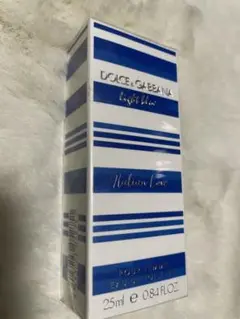 DOLCE & GABBANA
light blue
Italian Love
25ml e 0.84 FL.OZ.